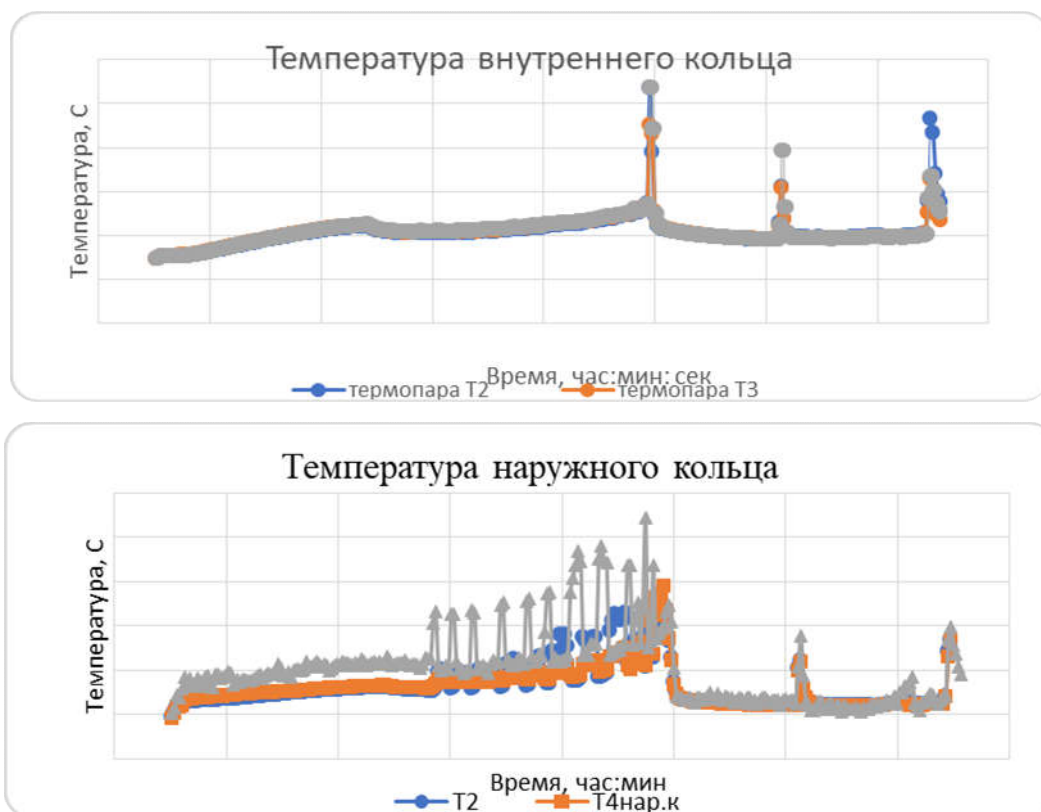 Температура внутреннего кольца
Температура, С
Время, час:мин: сек
термопара Т2
термопара Т3
Температура наружного кольца
Температура, С
Время, час:мин
Т2
Т4нар.к